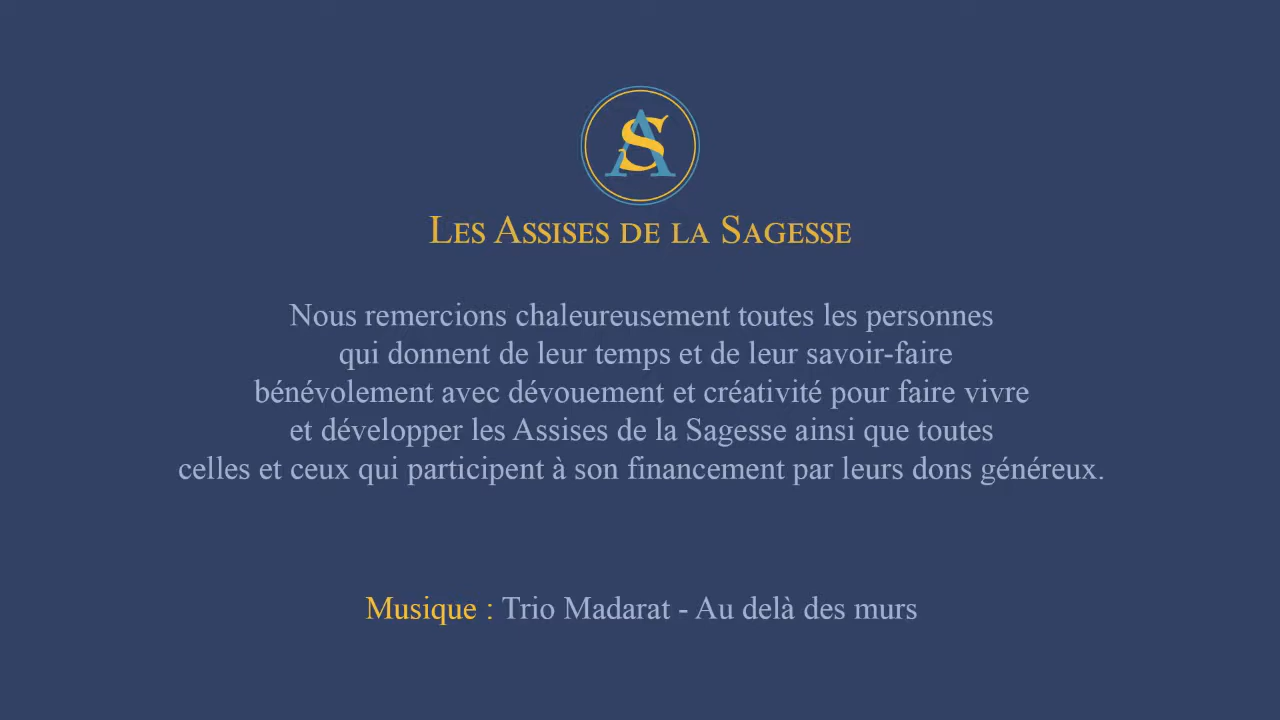 AS
Les Assises de la Sagesse
Nous remercions chaleureusement toutes les personnes
qui donnent de leur temps et de leur savoir-faire
bénévolement avec dévouement et créativité pour faire vivre
et développer les Assises de la Sagesse ainsi que toutes
celles et ceux qui participent à son financement par leurs dons généreux.
Musique : Trio Madarat - Au delà des murs